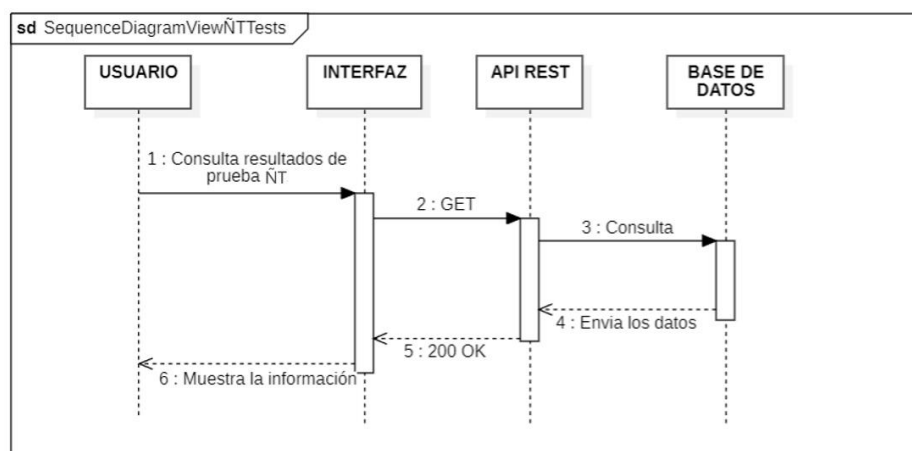 sd SequenceDiagramViewÑTTests
USUARIO
INTERFAZ
API REST
BASE DE
DATOS
1 : Consulta resultados de
prueba ÑT
2 : GET
3 : Consulta
4 : Envia los datos
5 : 200 OK
6 : Muestra la información